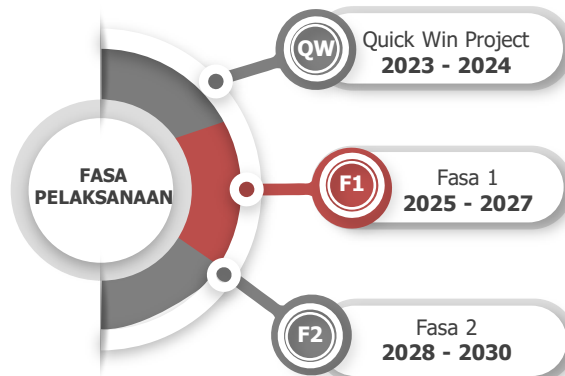 QW
Quick Win Project
2023 - 2024
FASA
PELAKSANAAN
F1
Fasa 1
2025 - 2027
F2
Fasa 2
2028 - 2030